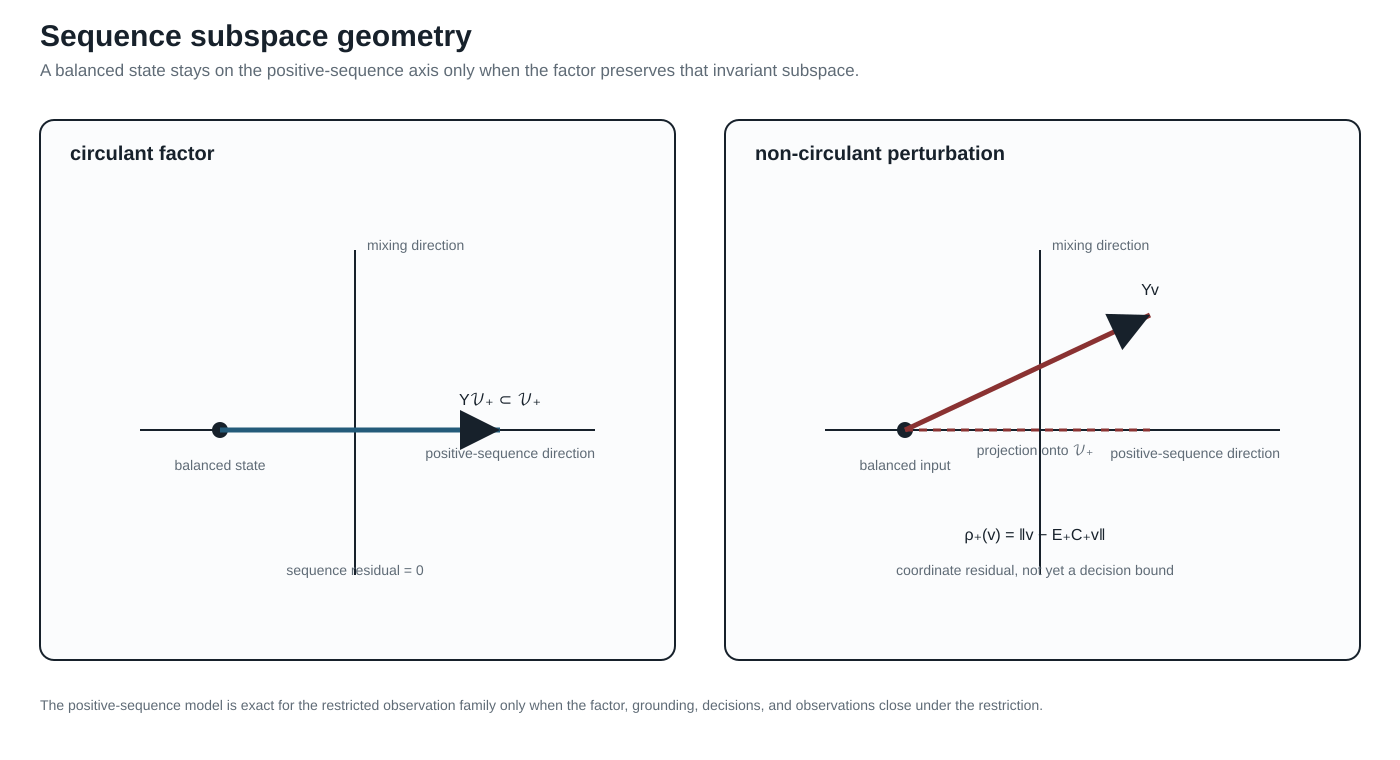 Sequence subspace geometry
A balanced state stays on the positive-sequence axis only when the factor preserves that invariant subspace.
circulant factor
mixing direction
Y𝒱₊ ⊂ 𝒱₊
positive-sequence direction
balanced state
sequence residual = 0
non-circulant perturbation
mixing direction
Yv
projection onto 𝒱₊
positive-sequence direction
balanced input
ρ₊(v) = ‖v − E₊C₊v‖
coordinate residual, not yet a decision bound
The positive-sequence model is exact for the restricted observation family only when the factor, grounding, decisions, and observations close under the restriction.